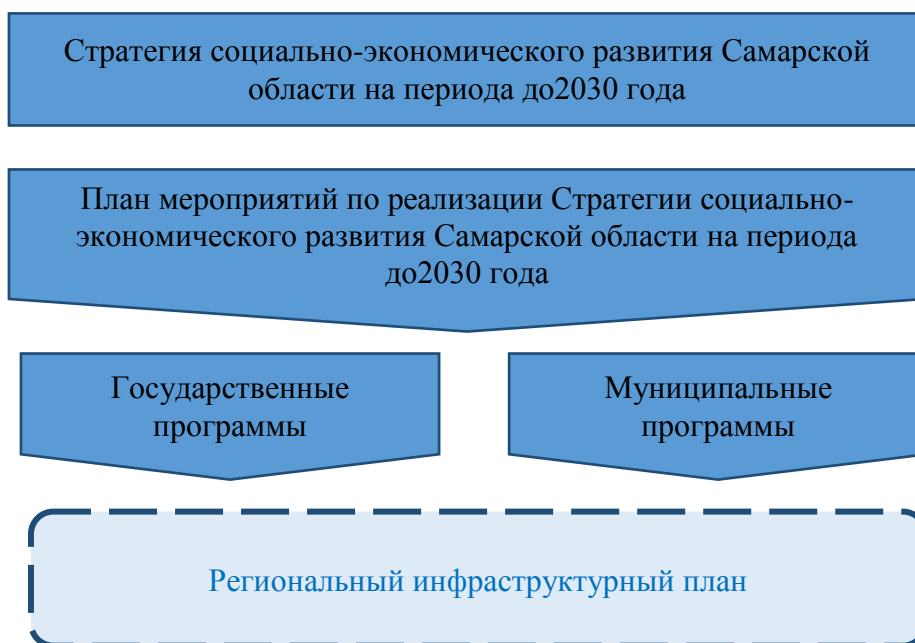 Стратегия социально-экономического развития Самарской
области на периода до2030 года
План мероприятий по реализации Стратегии социально-
экономического развития Самарской области на периода
до2030 года
Государственные
программы
Муниципальные
программы
Региональный инфраструктурный план